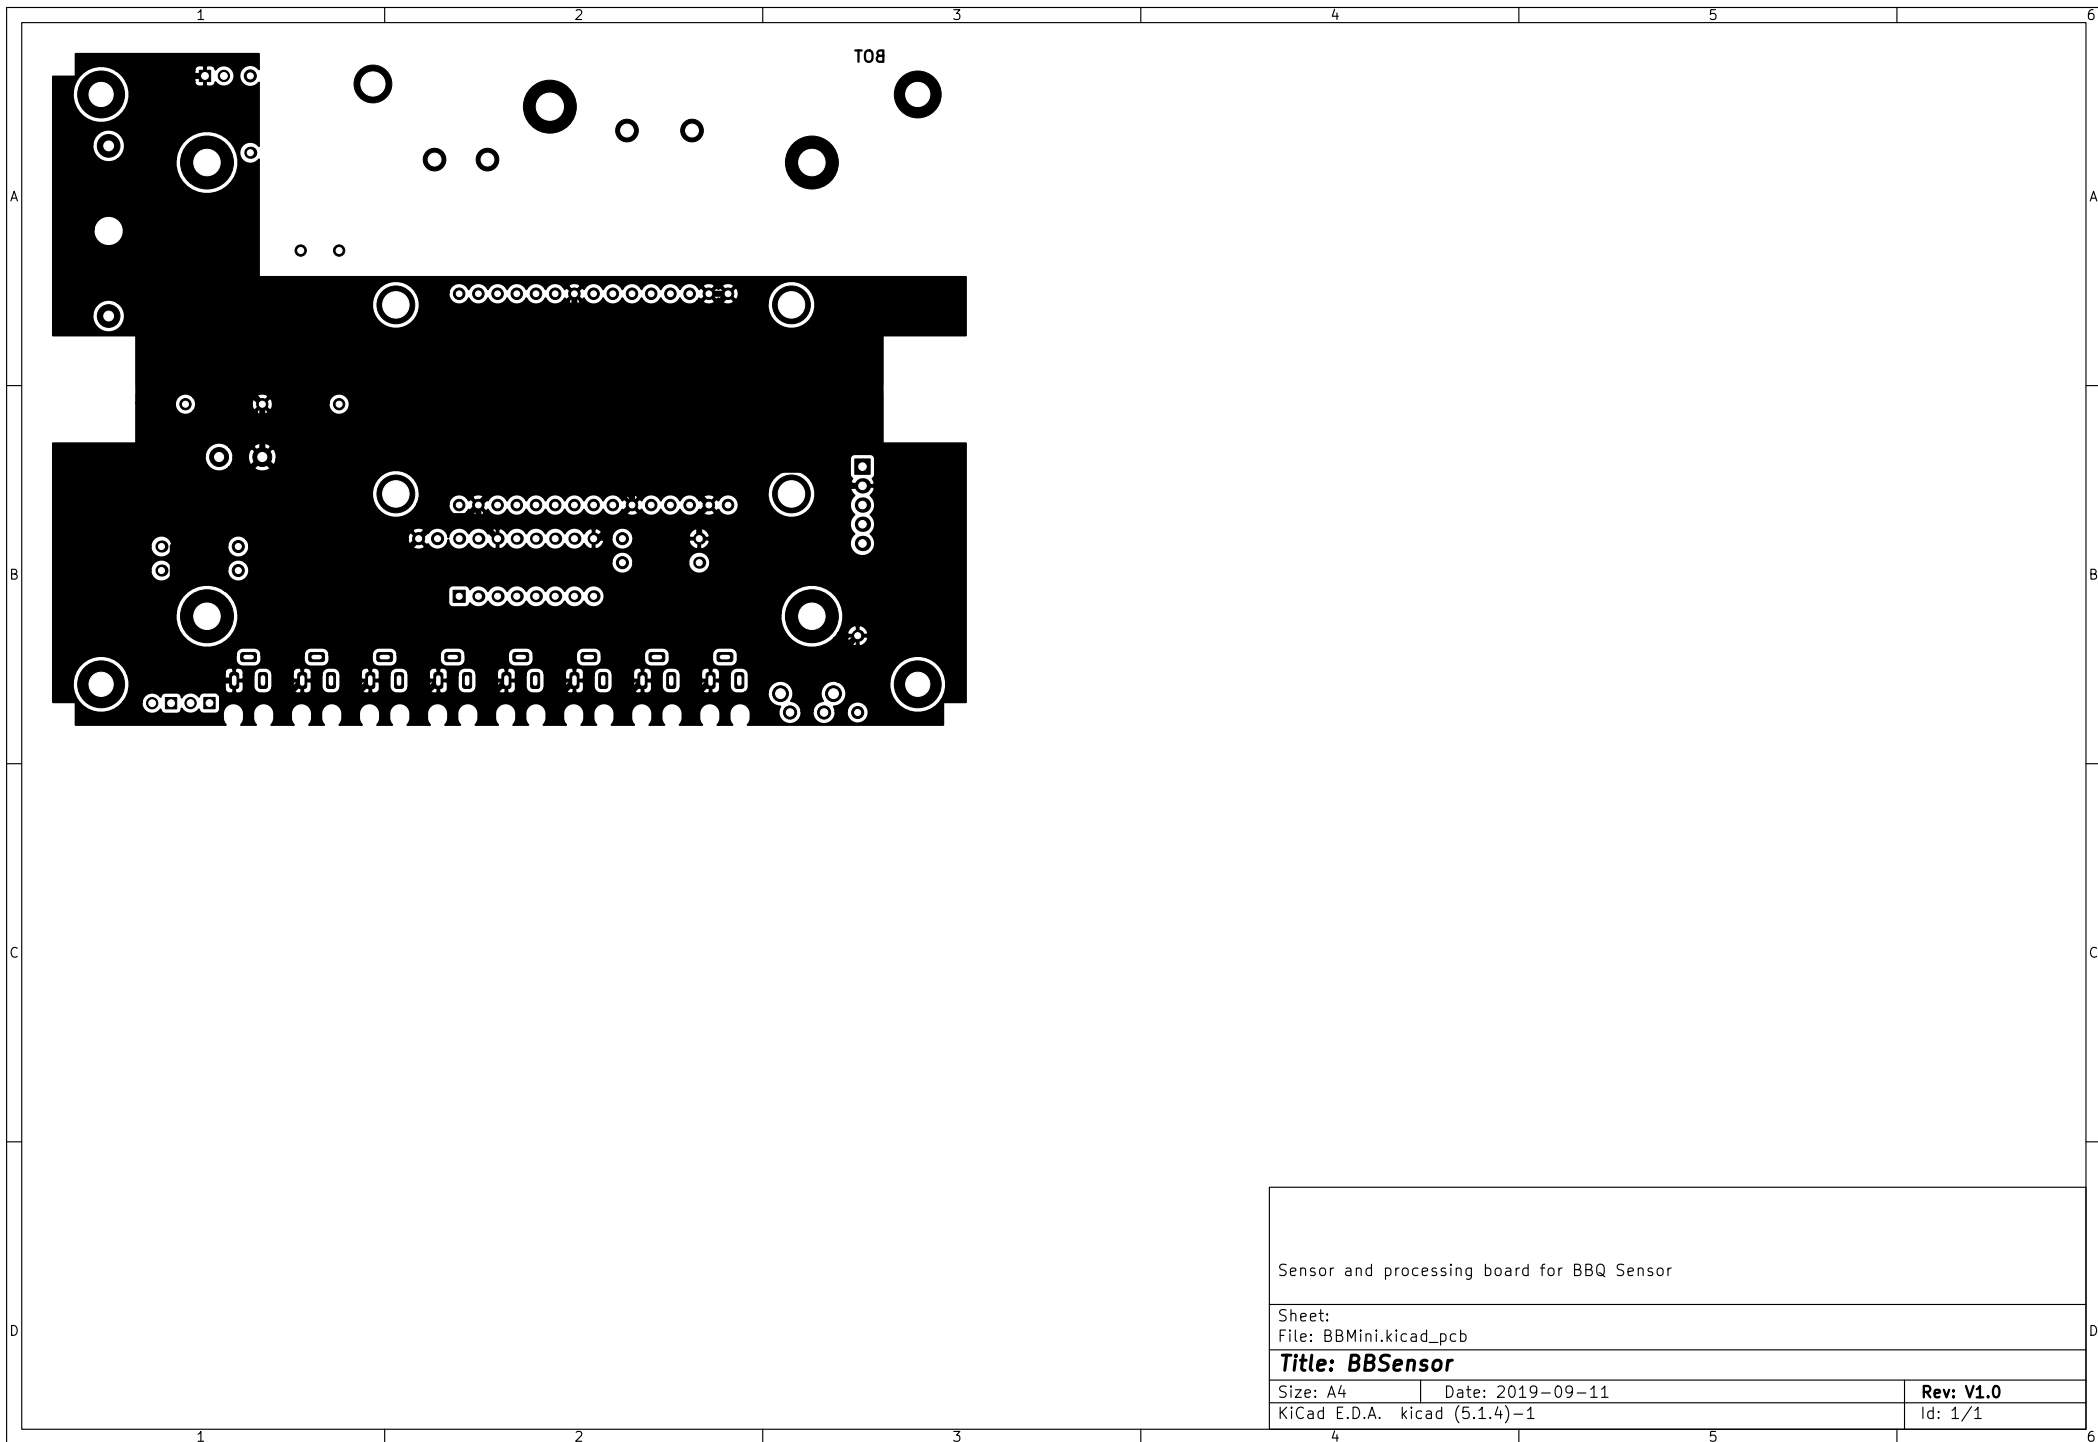 1 2 3 4 5 6
BOT
A A
B B
C C
Sensor and processing board for BBQ Sensor
Sheet:
D D
File: BBMini.kicad_pcb
Title: BBSensor
Size: A4 Date: 2019-09-11 Rev: V1.0
KiCad E.D.A. kicad (5.1.4)-1 Id: 1/1
1 2 3 4 5 6